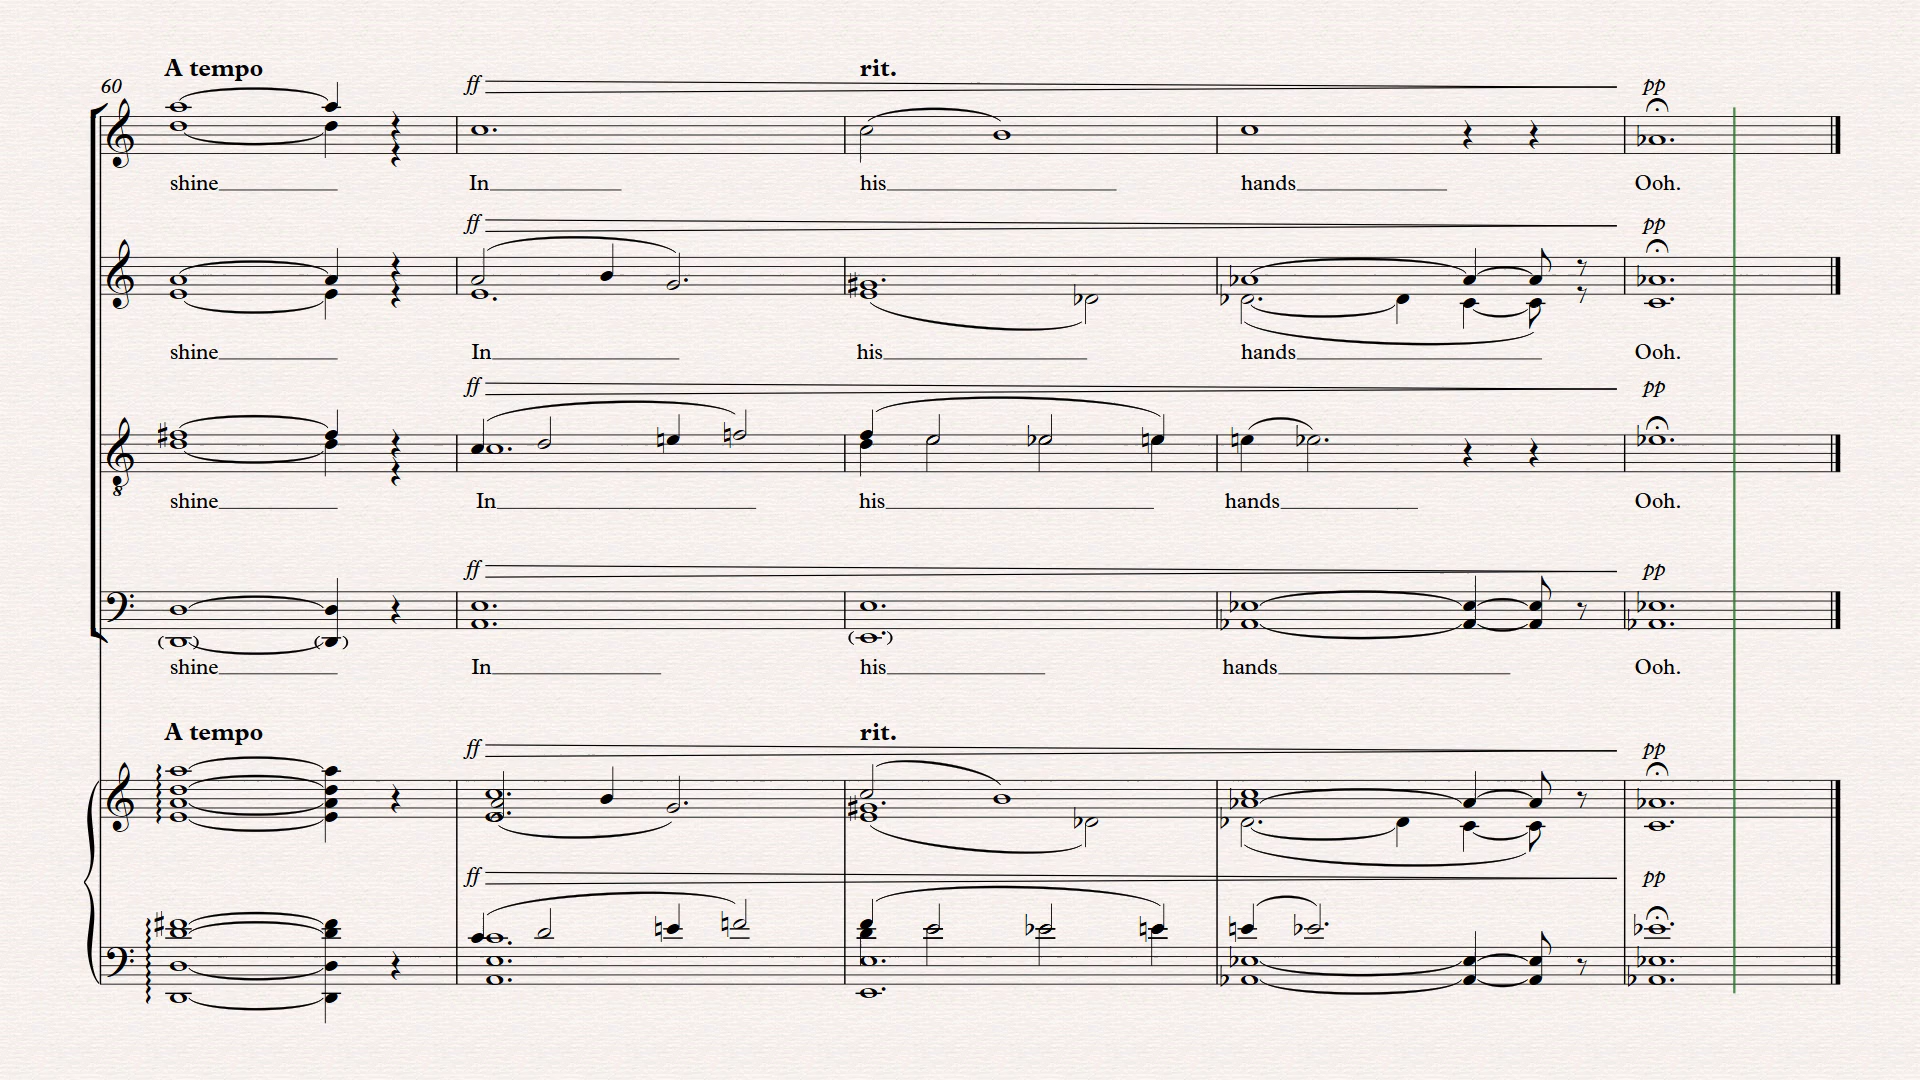 A tempo
60
ff
rit.
pp
shine In his hands Ooh.
ff pp
shine In his hands Ooh.
ff pp
8
shine In his hands Ooh.
ff pp
shine In his hands Ooh.
A tempo
ff
rit.
pp
ff pp